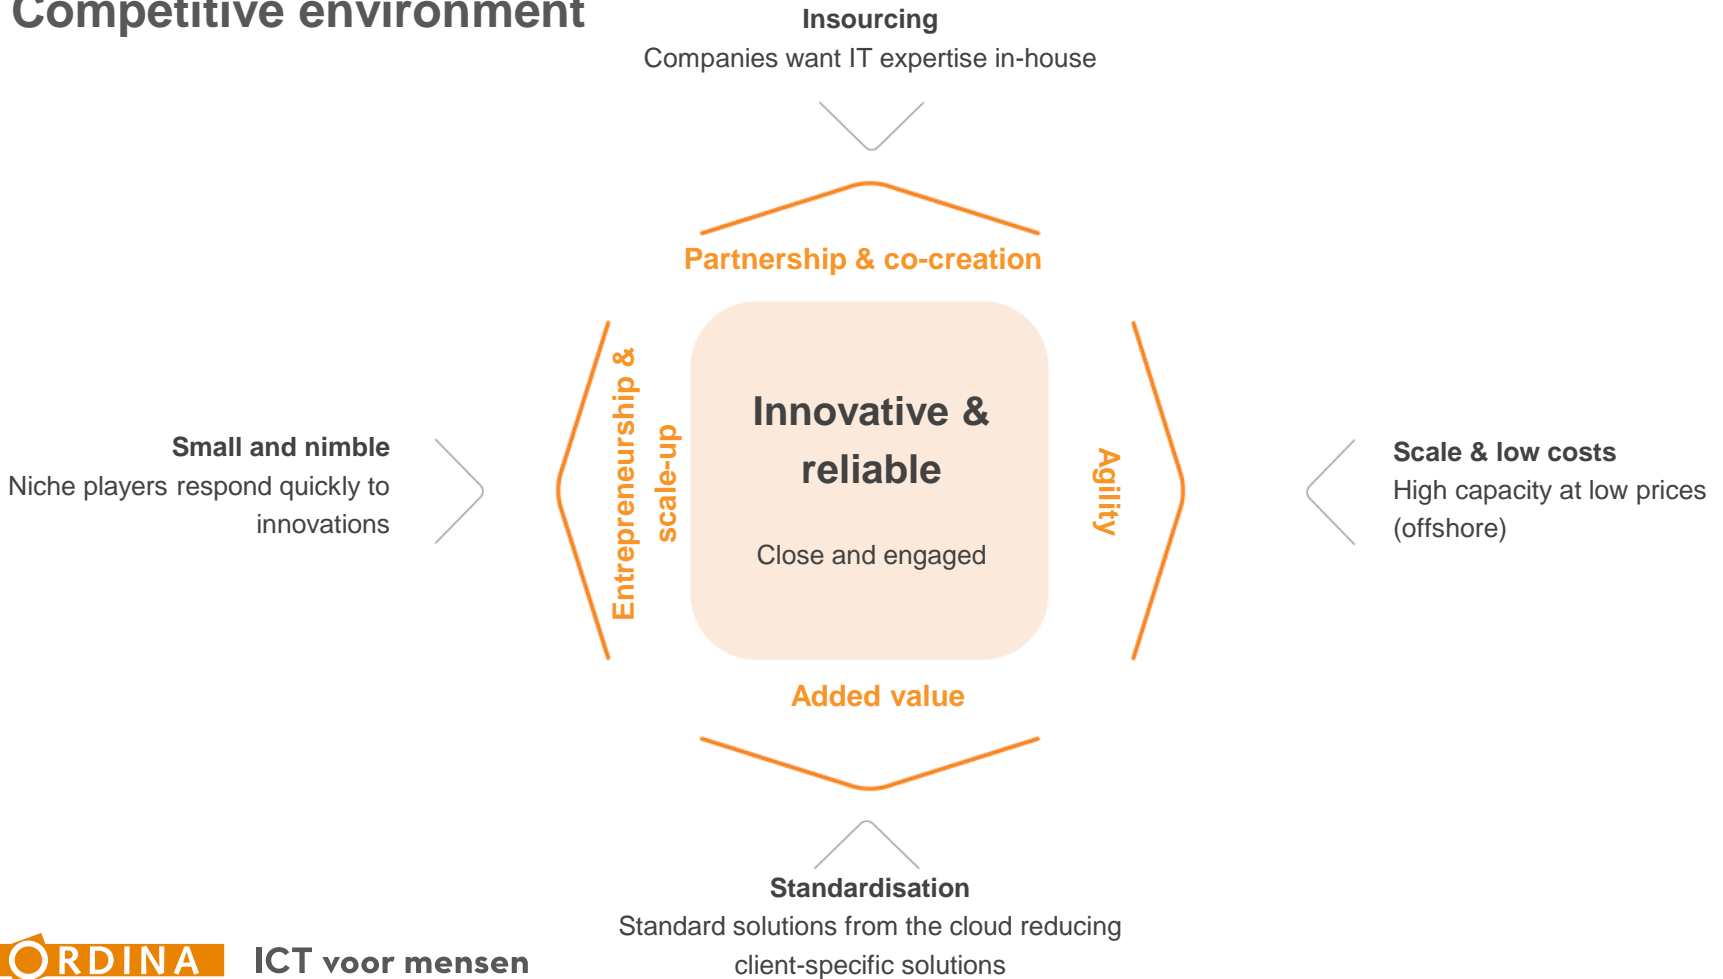 Competitive environment
Insourcing
Companies want IT expertise in-house
Partnership & co-creation
Small and nimble
Niche players respond quickly to
innovations
Entrepreneurship &
scale-up
Innovative &
reliable
Close and engaged
Agility
Scale & low costs
High capacity at low prices
(offshore)
Added value
Standardisation
Standard solutions from the cloud reducing
client-specific solutions
ORDINA
ICT voor mensen